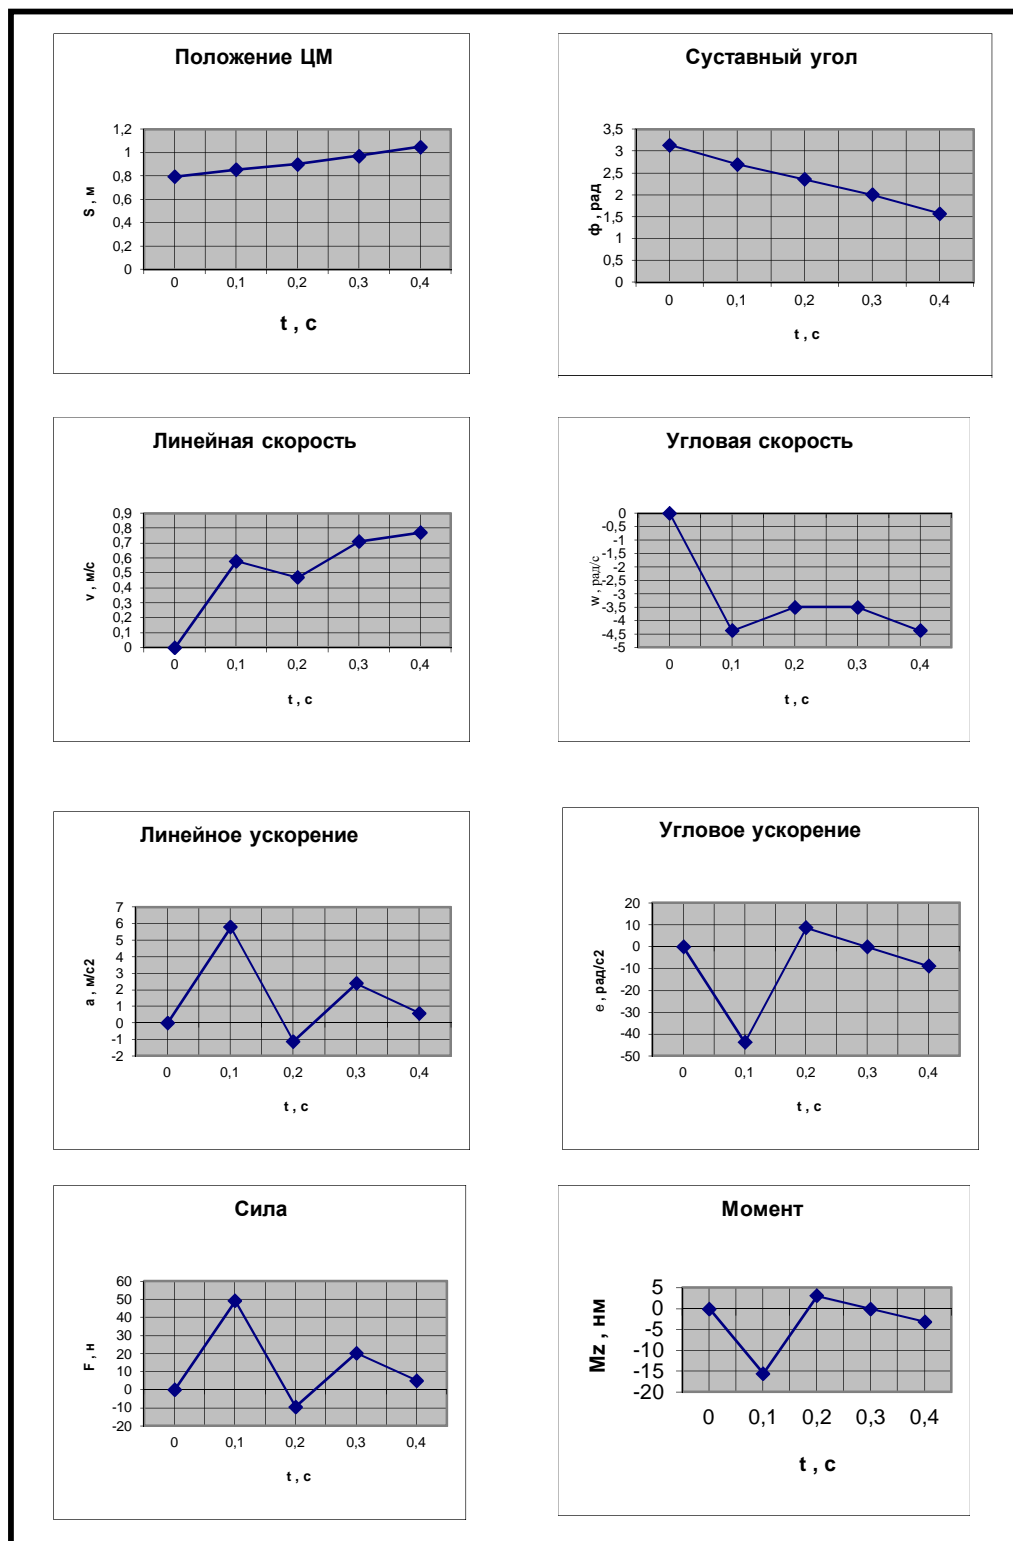 Положение ЦМ
1,2
1
0,8
0,6
0,4
0,2
0
S , м
0 0,1 0,2 0,3 0,4
t , с
Суставный угол
3,5
3
2,5
2
1,5
1
0,5
0
ф , рад
0 0,1 0,2 0,3 0,4
t , с
Линейная скорость
0,9
0,8
0,7
0,6
0,5
0,4
0,3
0,2
0,1
0
v , м/с
0 0,1 0,2 0,3 0,4
t , с
Угловая скорость
0
-0,5
-1
-1,5
-2
-2,5
-3
-3,5
-4
-4,5
-5
w , рад/с
0 0,1 0,2 0,3 0,4
t , с
Линейное ускорение
7
6
5
4
3
2
1
0
-1
-2
а , м/с2
0 0,1 0,2 0,3 0,4
t , с
Угловое ускорение
20
10
0
-10
-20
-30
-40
-50
е , рад/с2
0 0,1 0,2 0,3 0,4
t , с
Сила
60
50
40
30
20
10
0
-10
-20
F , н
0 0,1 0,2 0,3 0,4
t , с
Момент
5
0
-5
-10
-15
-20
Mz , нм
0 0,1 0,2 0,3 0,4
t , с